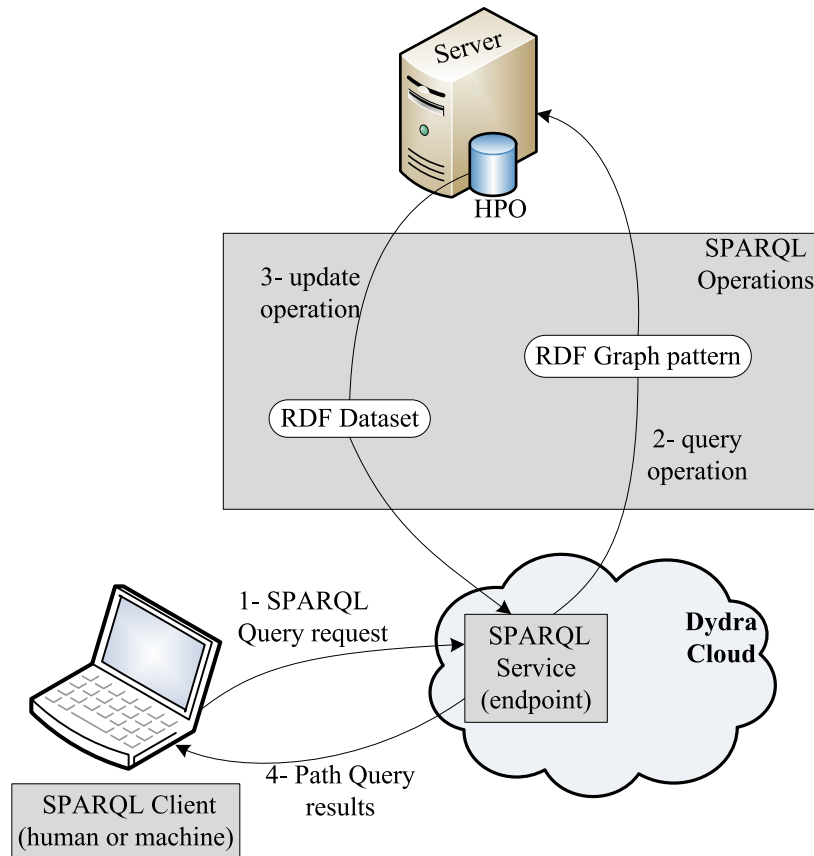 Server
HPO
SPARQL
Operations
3- update
operation
RDF Graph pattern
RDF Dataset
2- query
operation
1- SPARQL
Query request
SPARQL
Service
(endpoint)
Dydra
Cloud
4- Path Query
results
SPARQL Client
(human or machine)